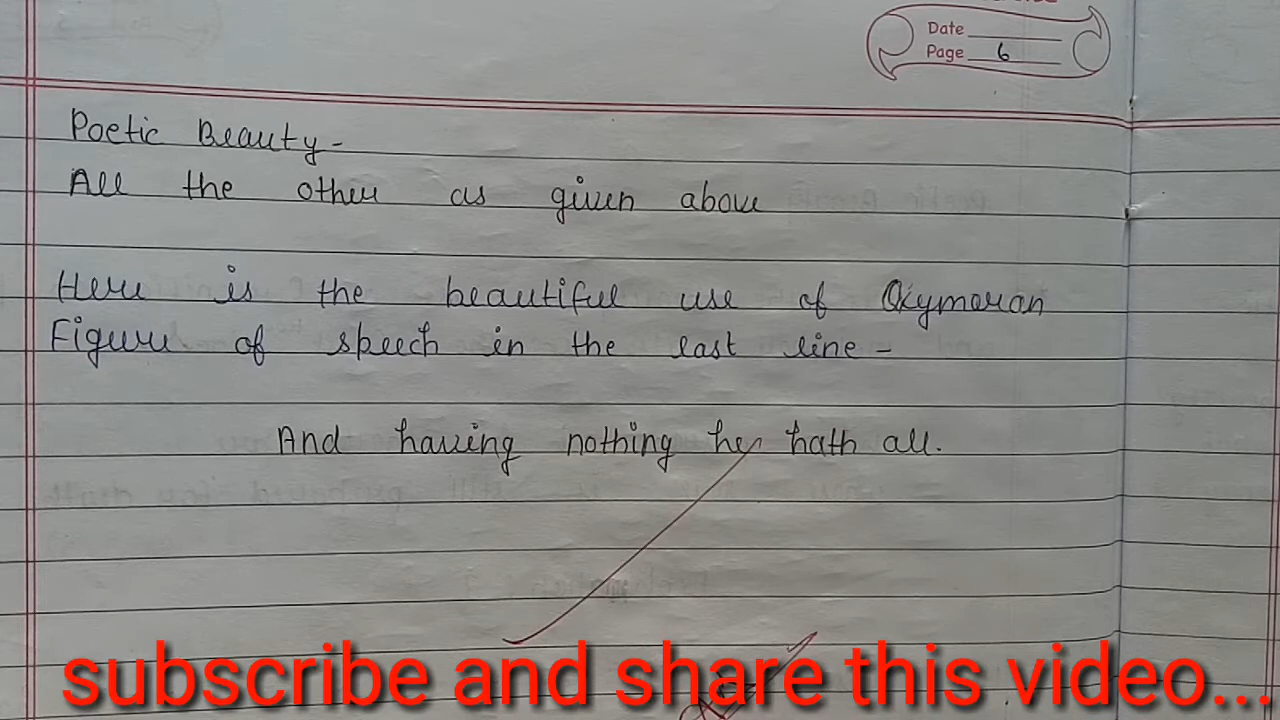 Date
Page 6
Poetic Beauty-
All the other as given above
Here is the beautiful use of Oxymoron
Figure of speech in the last line -
And having nothing he hath all.
subscribe and share this video...